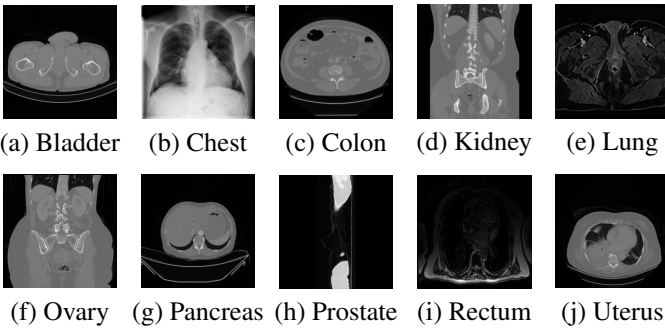 (a) Bladder (b) Chest (c) Colon (d) Kidney (e) Lung
(f) Ovary (g) Pancreas (h) Prostate (i) Rectum (j) Uterus